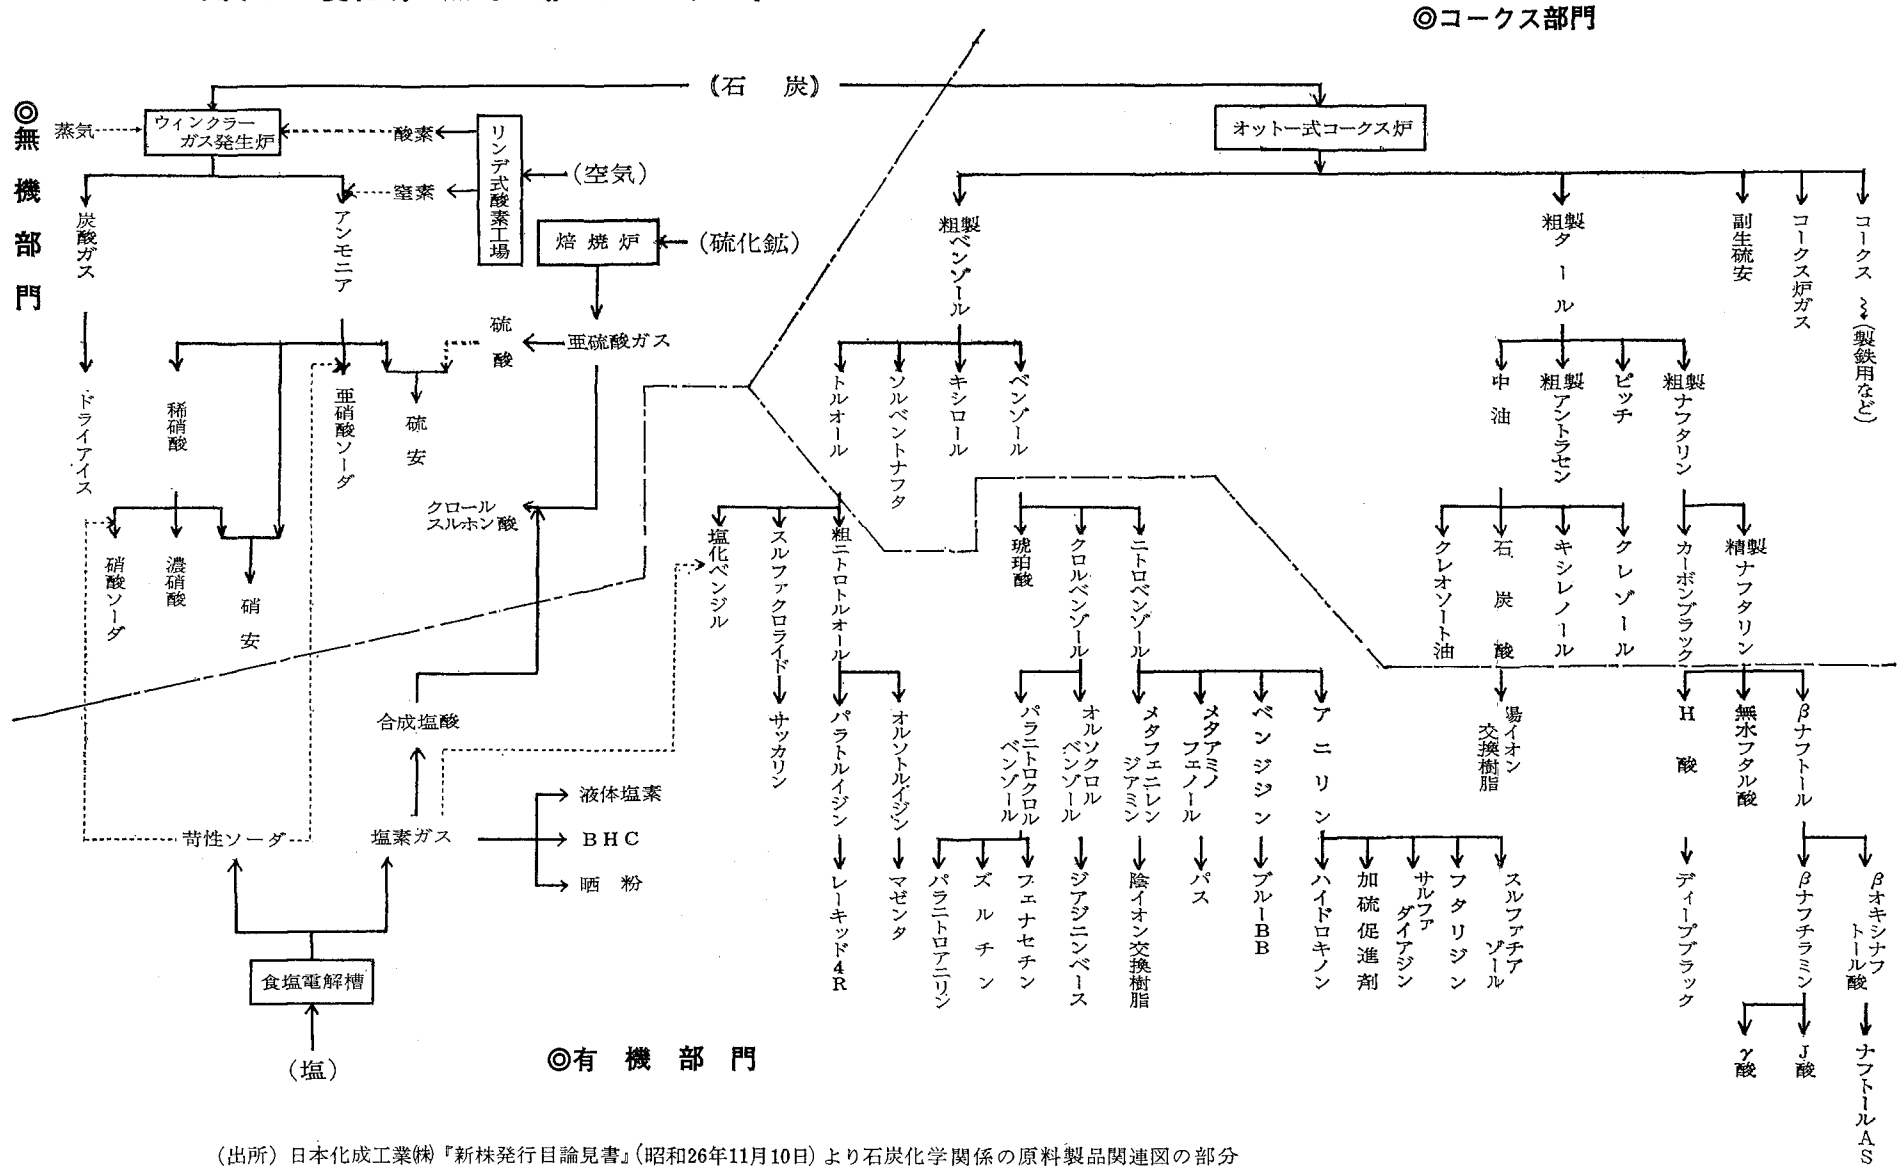 ◎コークス部門
(石　炭)
◎無機部門
蒸気
ウィンクラー
ガス発生炉
酸素
窒素
リンデ式酸素工場
(空気)
焙焼炉
(硫化鉱)
炭酸ガス
アンモニア
硫酸
亜硫酸ガス
ドライアイス
稀硝酸
亜硝酸ソーダ
硫安
クロール
スルホン酸
硝酸ソーダ
濃硝酸
硝安
合成塩酸
苛性ソーダ
塩素ガス
液体塩素
BHC
晒粉
食塩電解槽
(塩)
オットー式コークス炉
粗製ベンゾール
粗製タール
副生硫安
コークス炉ガス
コークス
(製鉄用など)
トルオール
ソルベントナフタ
キシロール
ベンゾール
中油
粗製アントラセン
ピッチ
粗製ナフタリン
塩化ベンジル
スルファクロライド
粗ニトロトルオール
琥珀酸
クロルベンゾール
ニトロベンゾール
クレオソート油
石炭酸
キシレノール
クレゾール
カーボンブラック
精製ナフタリン
サッカリン
パラトルイジン
オルソトルイジン
パラニトロクロル
ベンゾール
オルソクロル
ベンゾール
メタフェニレン
ジアミン
メタアミノ
フェノール
ベンジジン
アニリン
陽イオン
交換樹脂
H酸
無水フタル酸
βナフトール
レーキッド4R
マゼンタ
パラニトロアニリン
ズルチン
フェナセチン
ジアジニンベース
陰イオン交換樹脂
パス
ブルーBB
ハイドロキノン
加硫促進剤
サルファ
ダイアジン
フタリジン
スルファチア
ゾール
ディープブラック
βナフチラミン
βオキシナフ
トール酸
γ酸
J酸
ナフトールAS
◎有機部門
(出所) 日本化成工業㈱『新株発行目論見書』(昭和26年11月10日) より石炭化学関係の原料製品関連図の部分